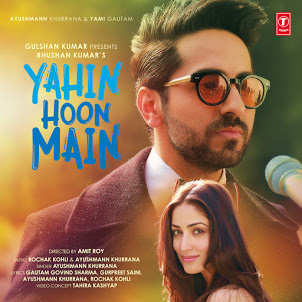 AYUSHMANN KHURRANA & YAMI GAUTAM
T-SERIES
GULSHAN KUMAR PRESENTS
BHUSHAN KUMAR'S
YAHIN
HOON
MAIN
DIRECTED BY AMIT ROY
MUSIC ROCHAK KOHLI & AYUSHMANN KHURRANA
SINGER AYUSHMANN KHURRANA
LYRICS GAUTAM GOVIND SHARMA, GURPREET SAINI,
AYUSHMANN KHURRANA, ROCHAK KOHLI
VIDEO CONCEPT TAHIRA KASHYAP